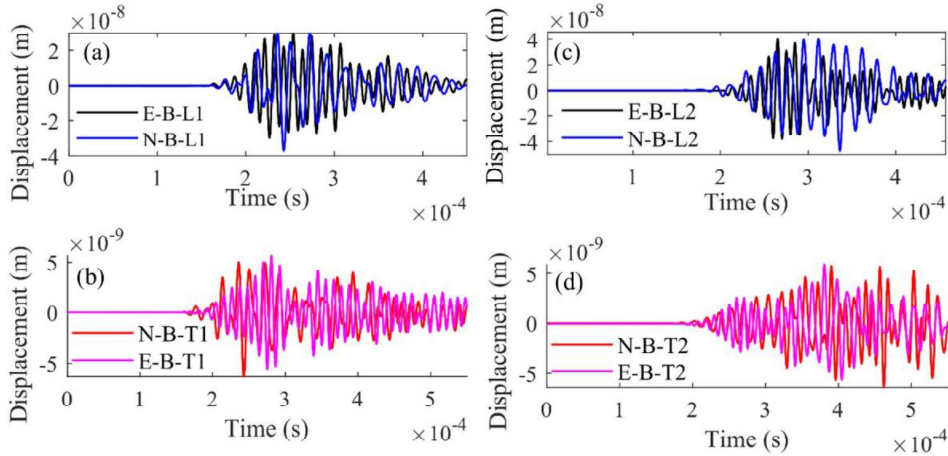 ×10⁻⁸
Displacement (m)
(a)
2
0
-2
-4
E-B-L1
N-B-L1
0
1
2
3
4
Time (s)
×10⁻⁴
×10⁻⁸
Displacement (m)
(c)
4
2
0
-2
-4
E-B-L2
N-B-L2
1
2
3
4
Time (s)
×10⁻⁴
×10⁻⁹
Displacement (m)
(b)
5
0
-5
N-B-T1
E-B-T1
0
1
2
3
4
5
Time (s)
×10⁻⁴
×10⁻⁹
Displacement (m)
(d)
5
0
-5
N-B-T2
E-B-T2
0
1
2
3
4
5
Time (s)
×10⁻⁴